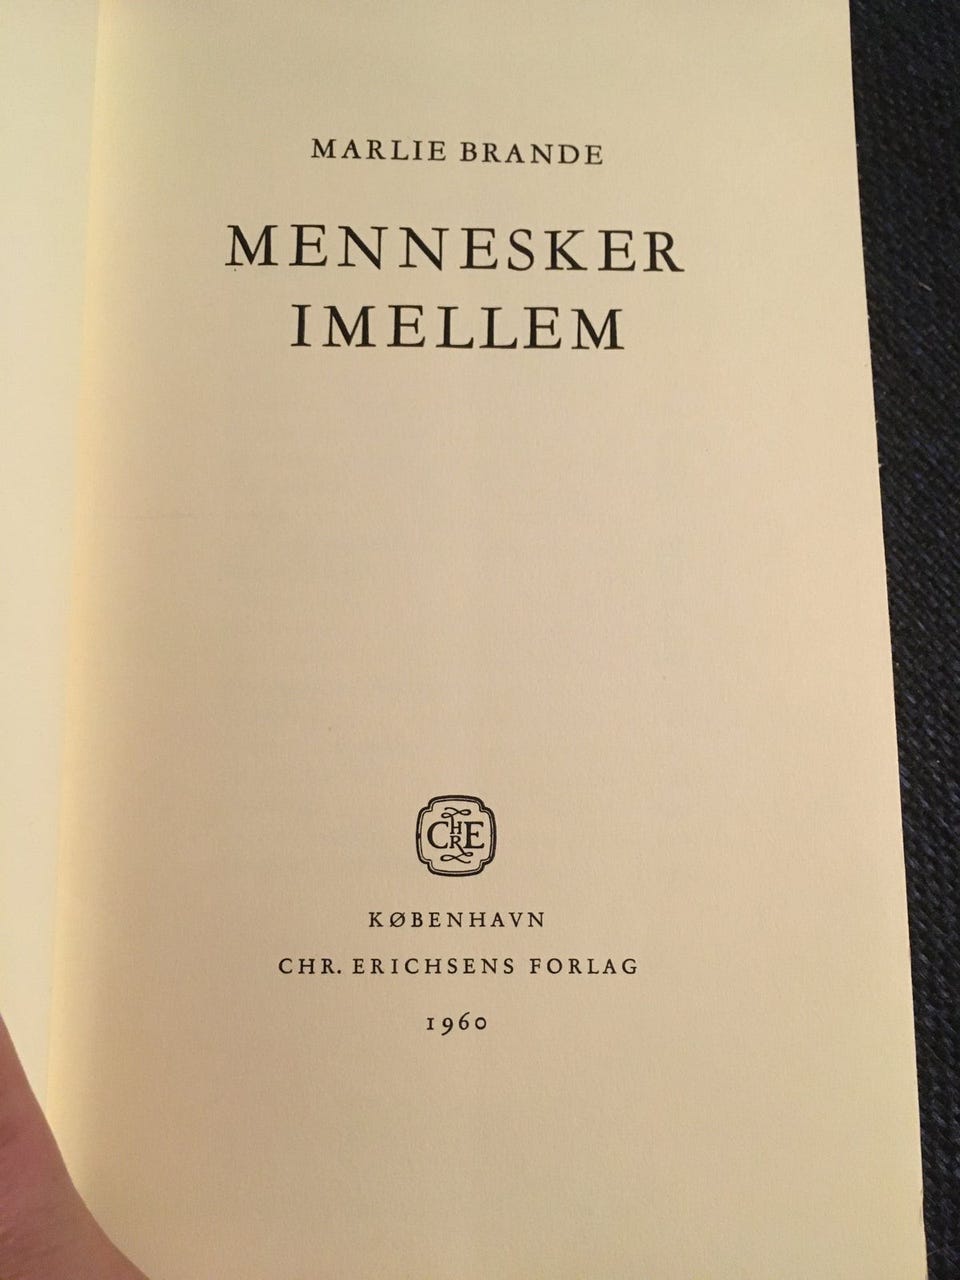 MARLIE BRANDE
MENNESKER
IMELLEM
CHRE
KØBENHAVN
CHR. ERICHSENS FORLAG
1960